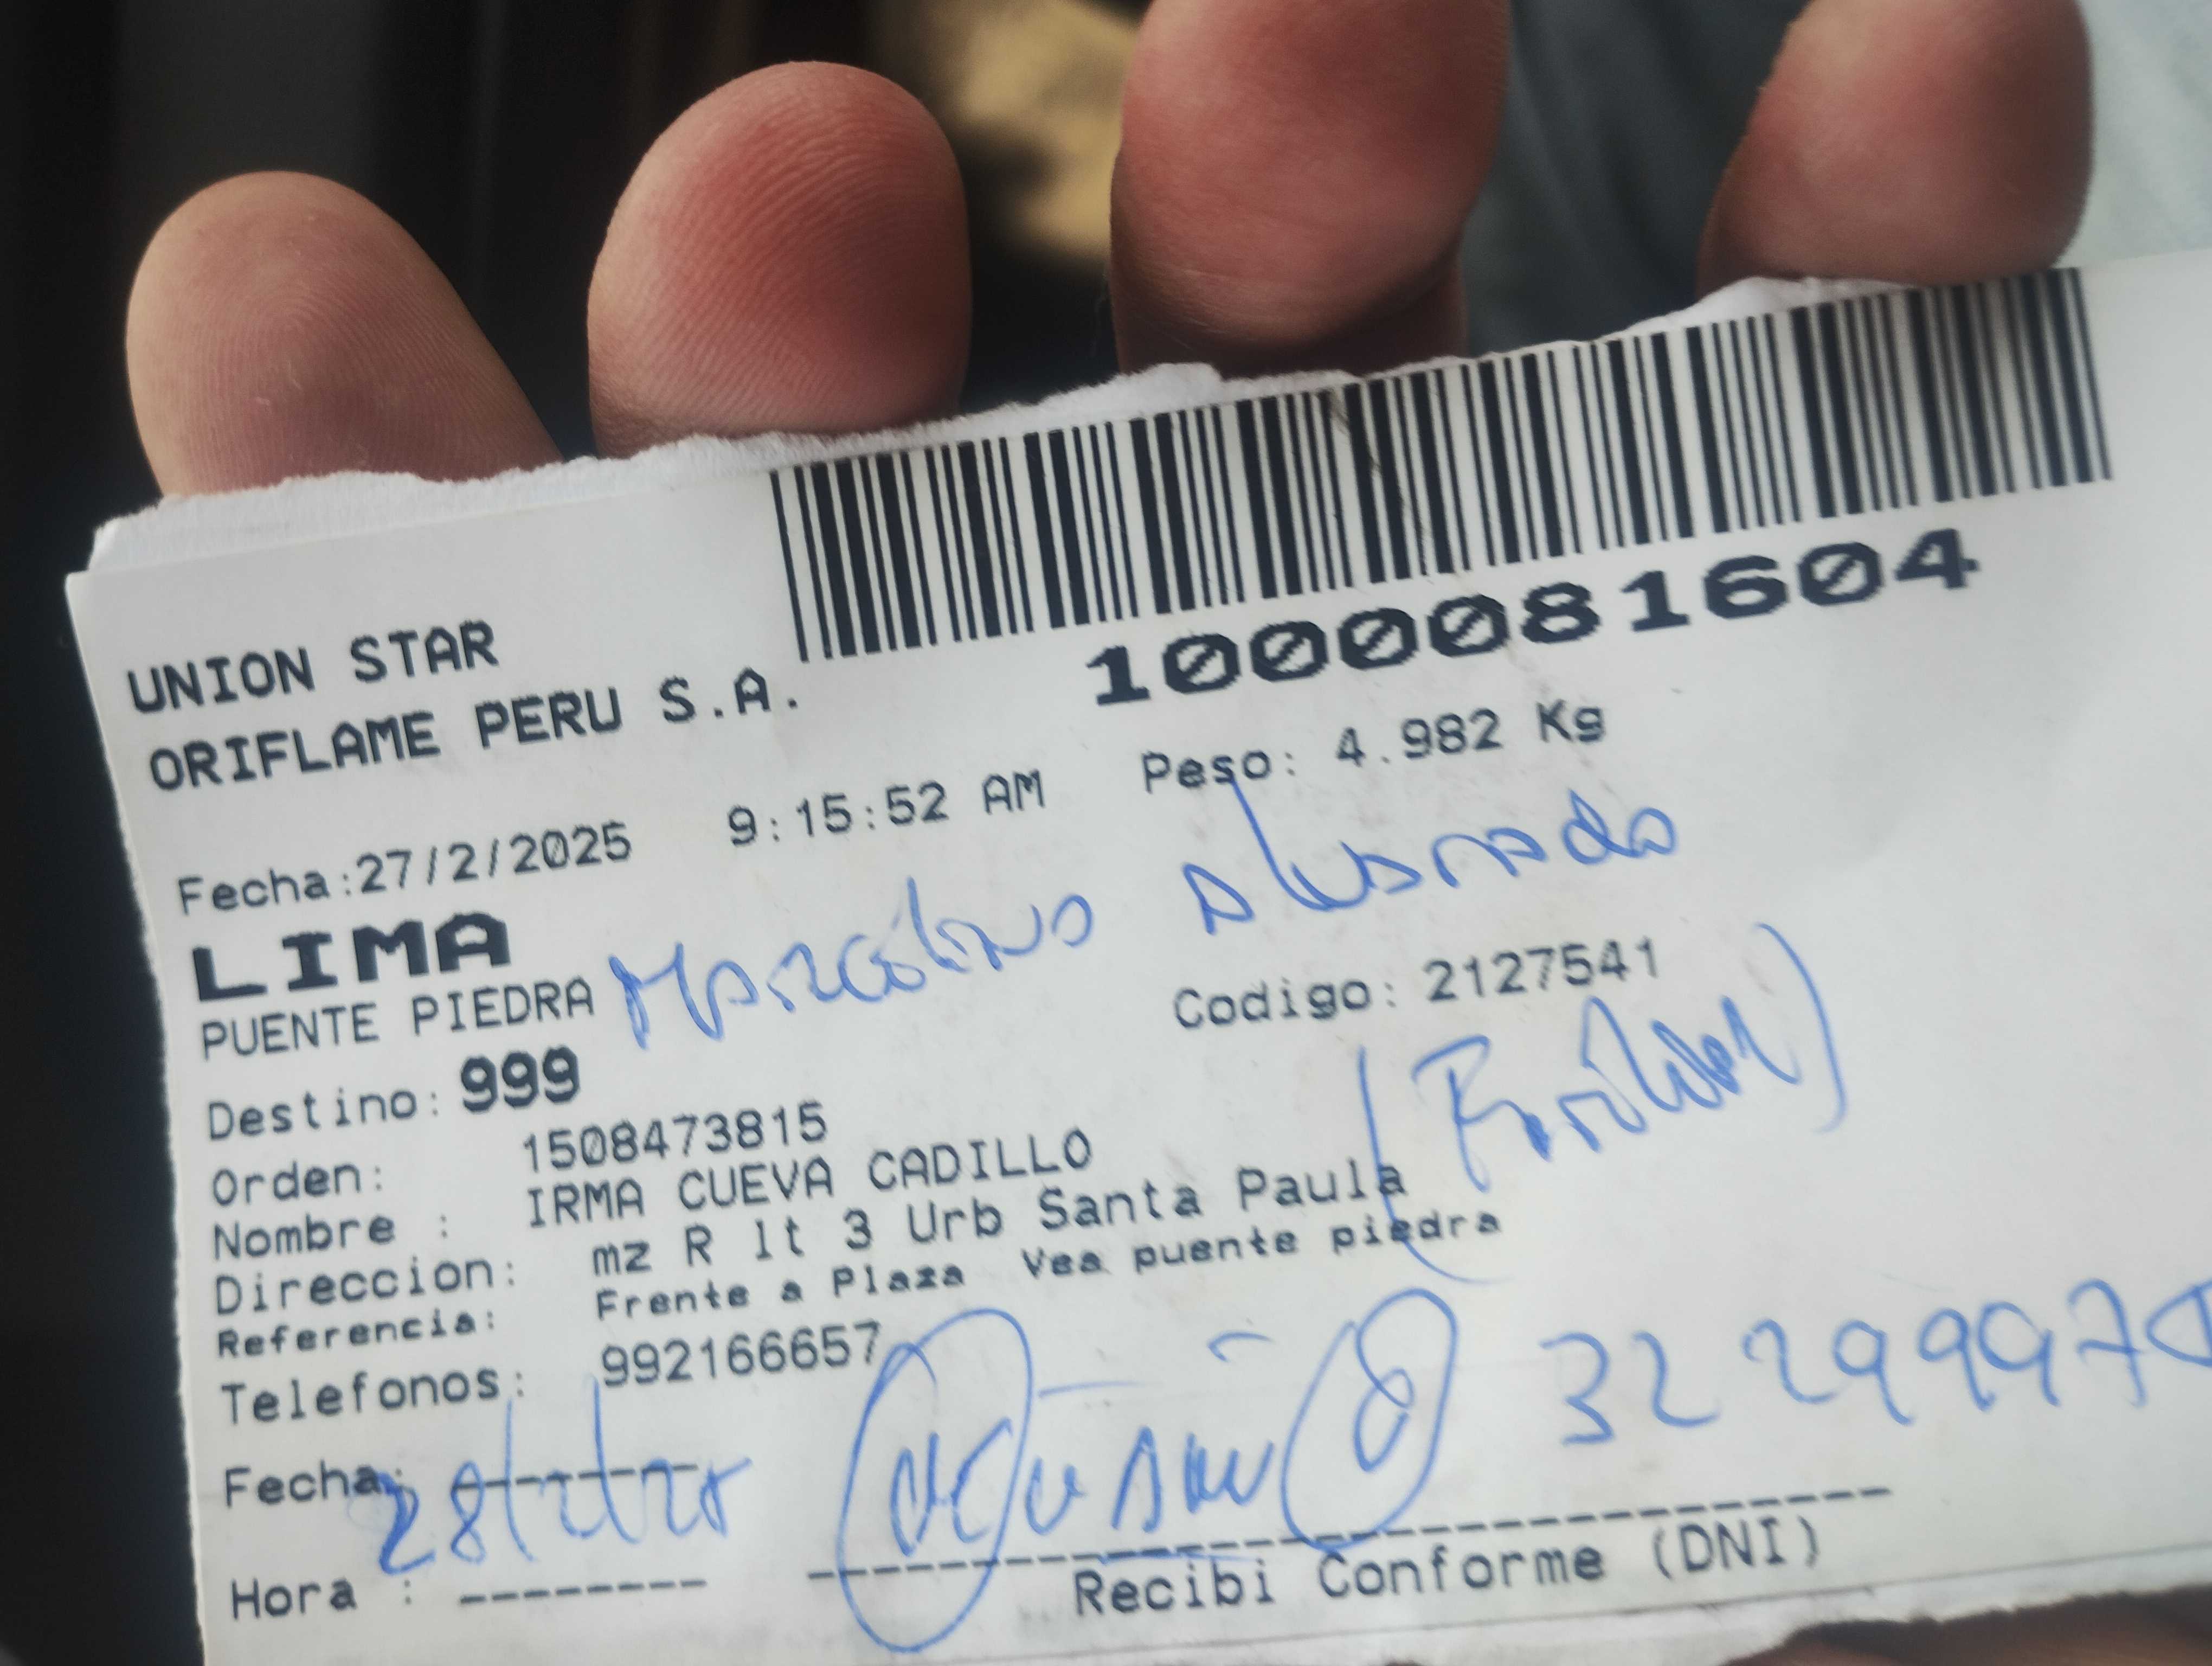 1000081604
UNION STAR
ORIFLAME PERU S.A.
Fecha:27/2/2025 9:15:52 AM Peso: 4.982 Kg
LIMA
PUENTE PIEDRA Marcelino Alvarado
Destino: 999 Codigo: 2127541
Orden: 1508473815
Nombre : IRMA CUEVA CADILLO
Direccion: mz R lt 3 Urb Santa Paula
Referencia: Frente a Plaza Vea puente piedra
Telefonos: 992166657
Fecha:
Hora :
Recibi Conforme (DNI)